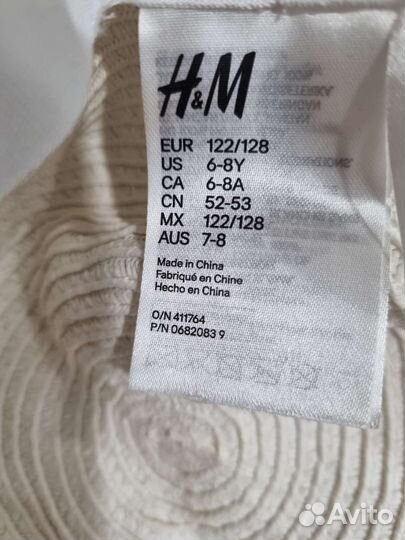 H&M
EUR 122/128
US 6-8Y
CA 6-8A
CN 52-53
MX 122/128
AUS 7-8
Made in China
Fabriqué en Chine
Hecho en China
O/N 411764
P/N 0682083 9
Avito